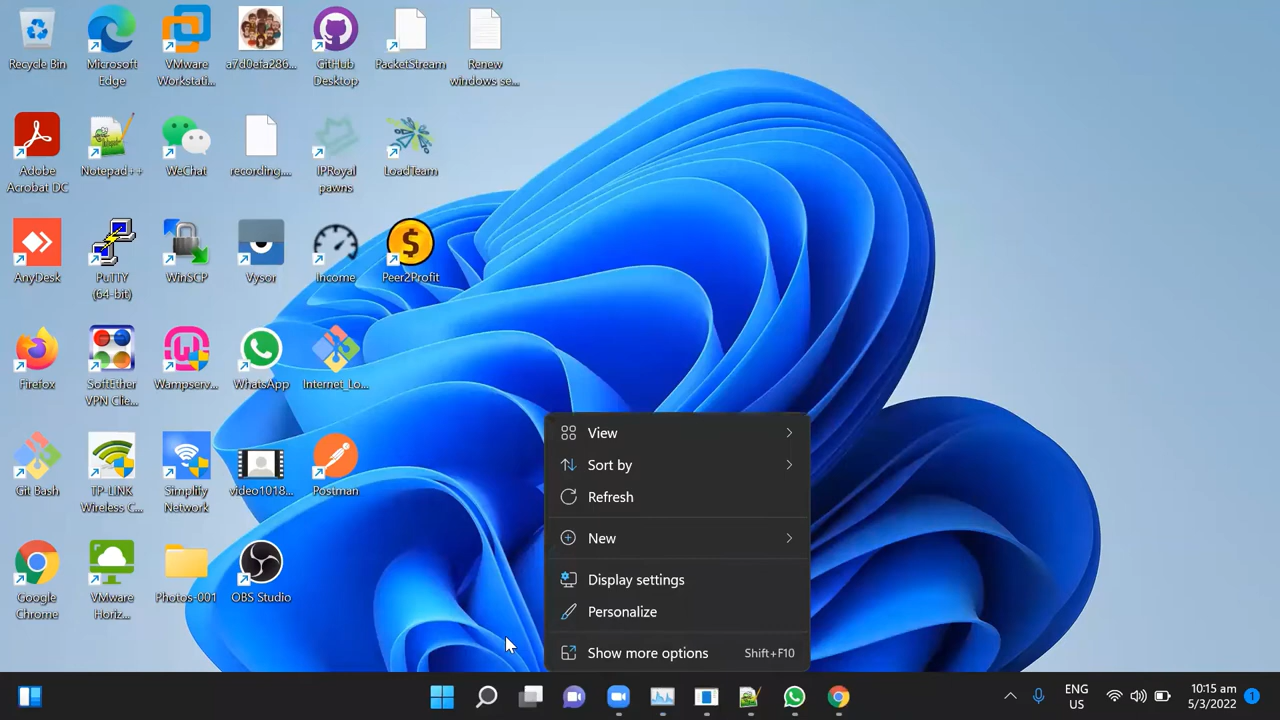 Recycle Bin
Microsoft
Edge
VMware
Workstati...
a7d0efa286...
GitHub
Desktop
PacketStream
Renew
windows se...
Adobe
Acrobat DC
Notepad++
WeChat
recording....
IPRoyal
pawns
LoadTeam
AnyDesk
PuTTY
(64-bit)
WinSCP
Vysor
Income
Peer2Profit
Firefox
SoftEther
VPN Clie...
Wampserv...
WhatsApp
Internet_Lo...
Git Bash
TP-LINK
Wireless C...
Simplify
Network
video1018...
Postman
Google
Chrome
VMware
Horiz...
Photos-001
OBS Studio
View
Sort by
Refresh
New
Display settings
Personalize
Show more options Shift+F10
ENG
US
10:15 am
5/3/2022
1